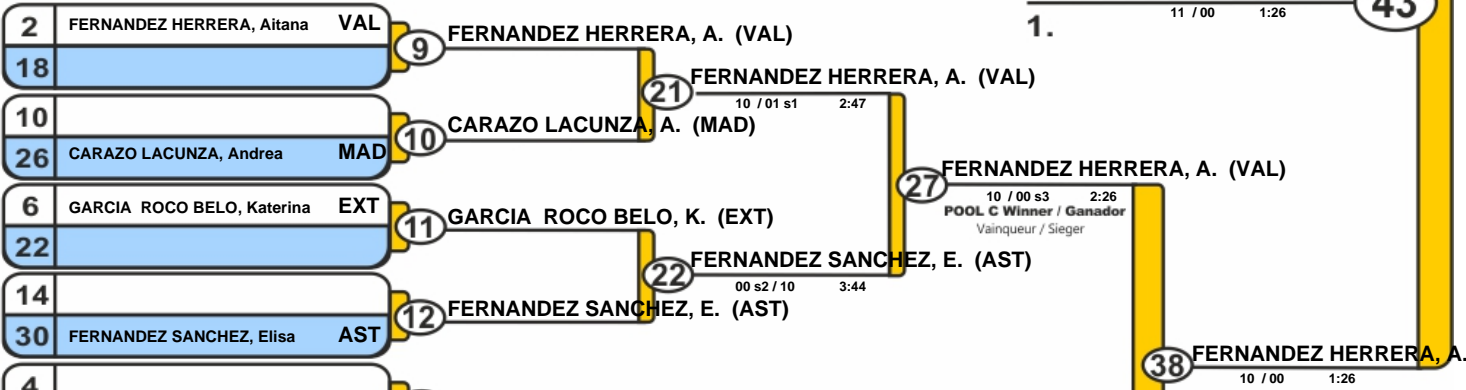 11 / 00 1:26
43
1.
2 FERNANDEZ HERRERA, Aitana VAL
18
9 FERNANDEZ HERRERA, A. (VAL)
21 FERNANDEZ HERRERA, A. (VAL)
10 / 01 s1 2:47
10
26 CARAZO LACUNZA, Andrea MAD
10 CARAZO LACUNZA, A. (MAD)
27 FERNANDEZ HERRERA, A. (VAL)
10 / 00 s3 2:26
POOL C Winner / Ganador
Vainqueur / Sieger
6 GARCIA ROCO BELO, Katerina EXT
22
11 GARCIA ROCO BELO, K. (EXT)
22 FERNANDEZ SANCHEZ, E. (AST)
00 s2 / 10 3:44
14
30 FERNANDEZ SANCHEZ, Elisa AST
12 FERNANDEZ SANCHEZ, E. (AST)
38 FERNANDEZ HERRERA, A.
10 / 00 1:26
4